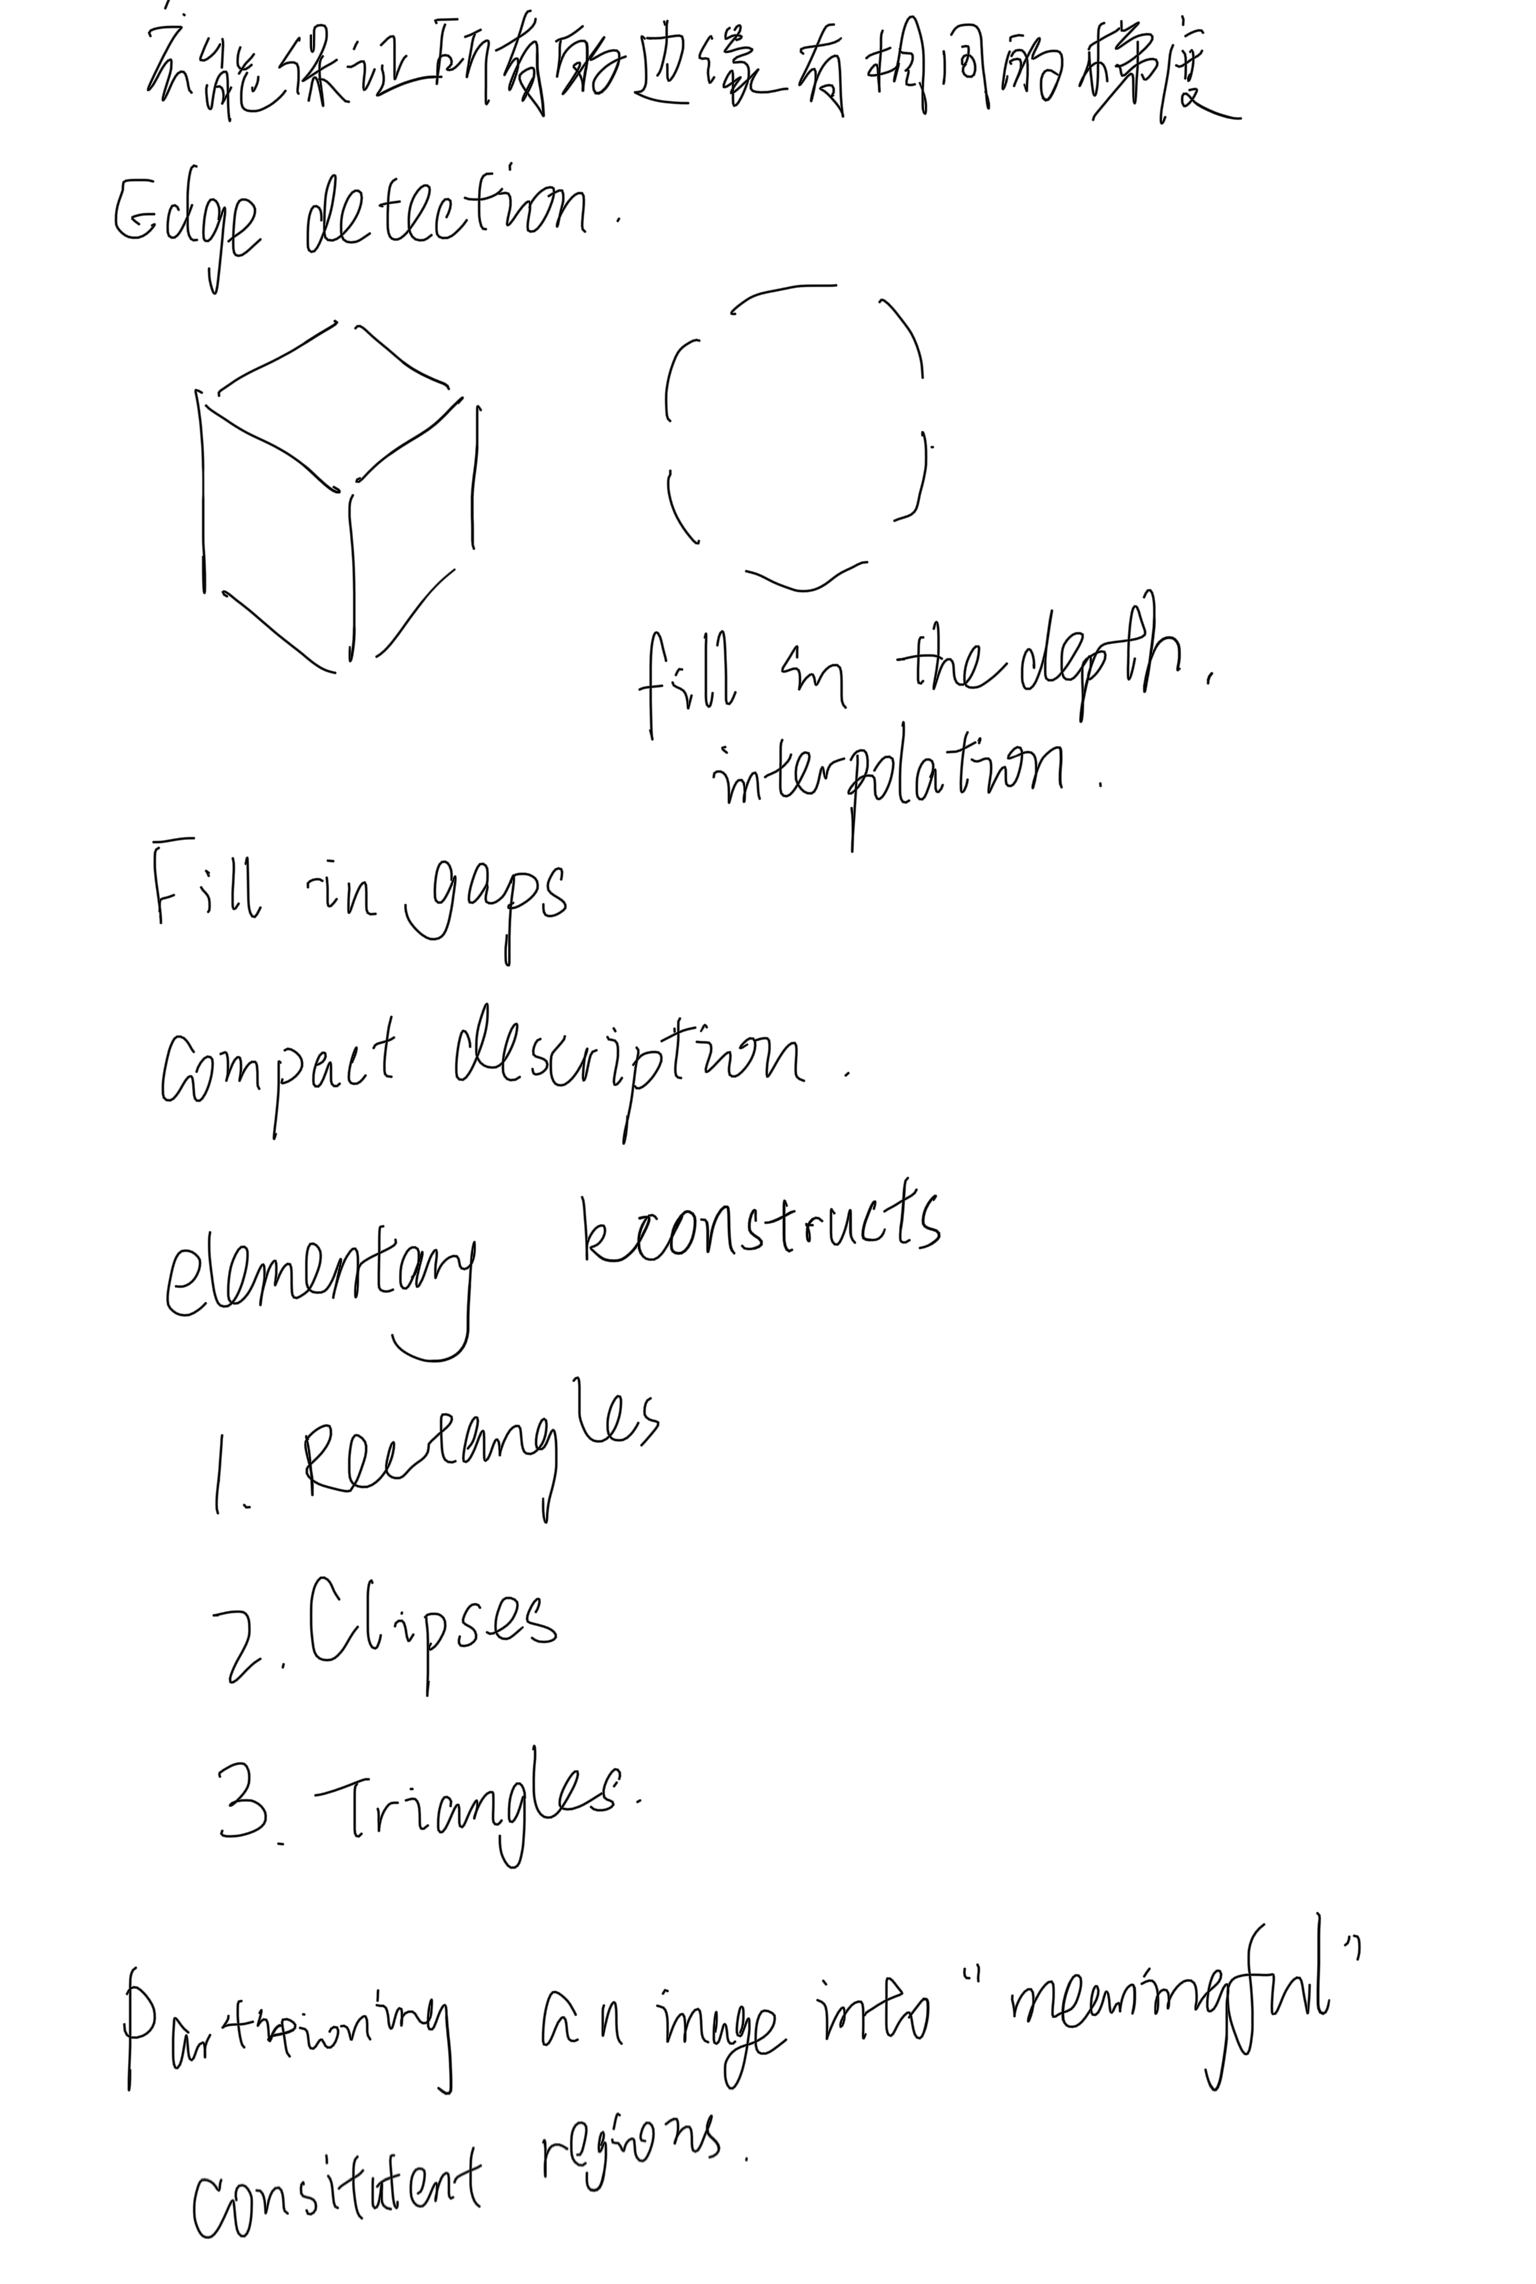 不能保证所有的边缘有相同的梯度
Edge detection.
fill in the depth.
interpolation.
Fill in gaps
compact description.
elementary constructs
1. Rectangles
2. Clipses
3. Triangles.
Partitioning an image into "meaningful"
consitutent regions.